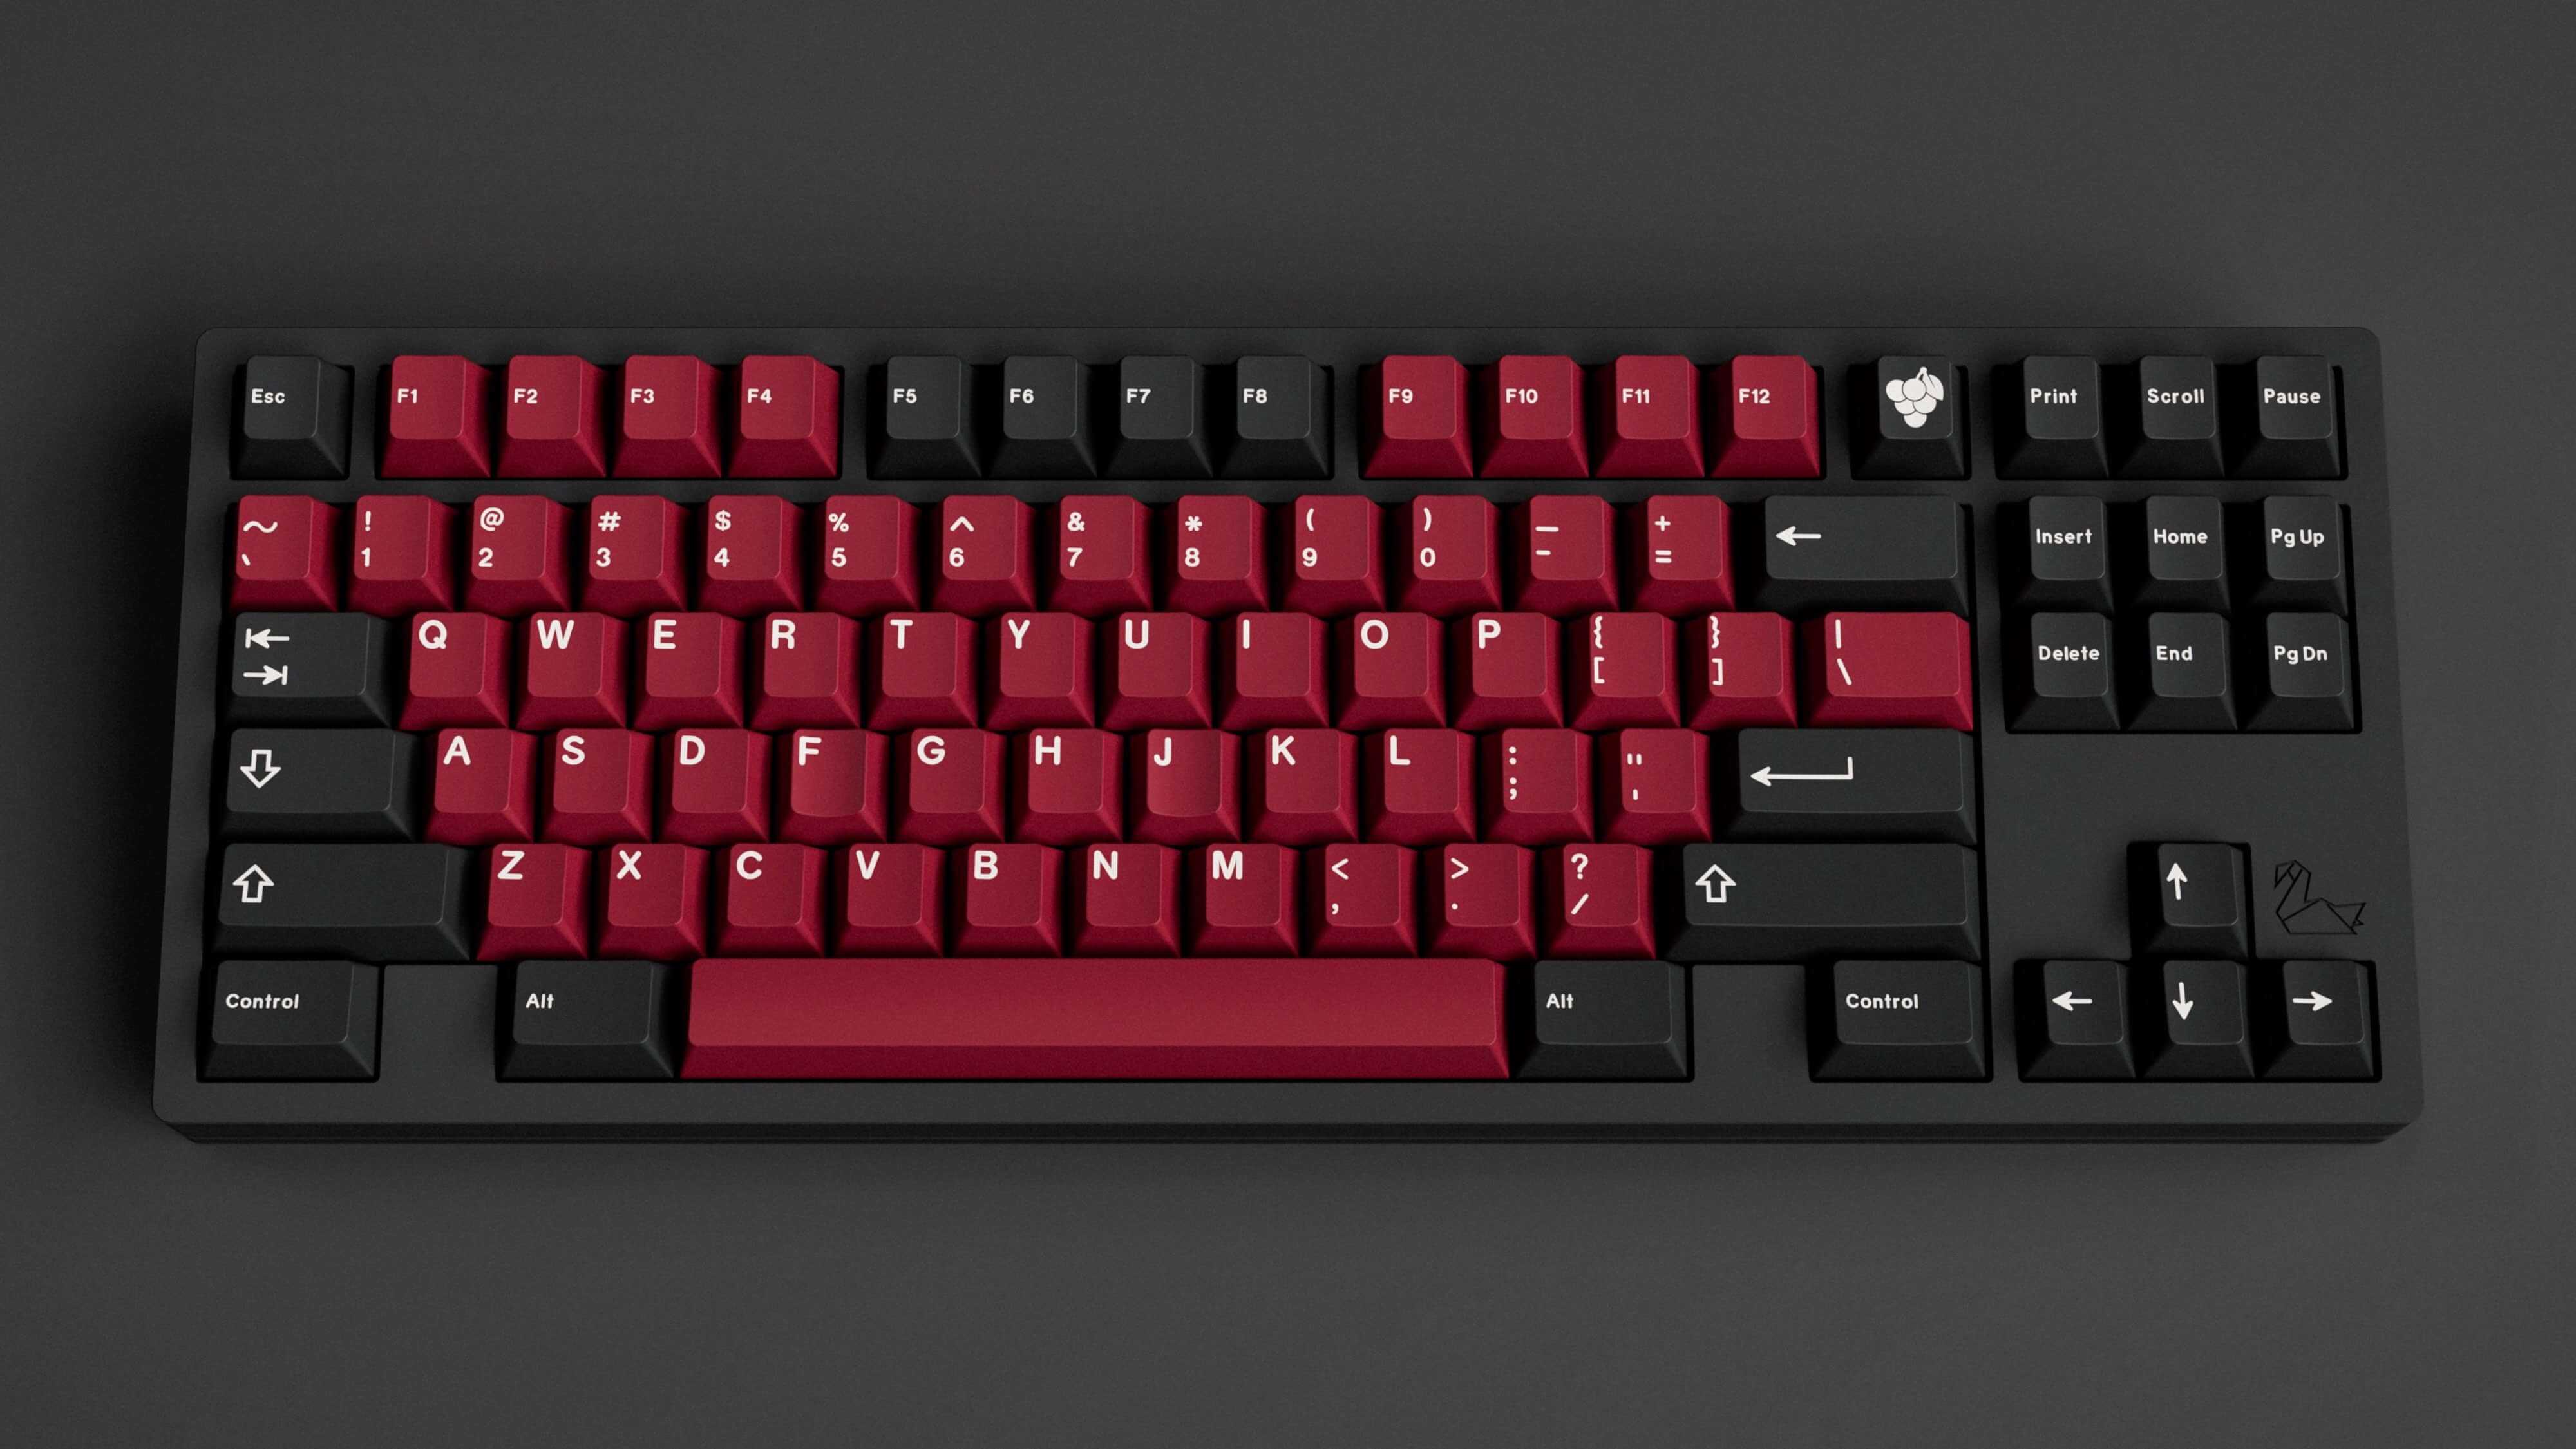 Esc F1 F2 F3 F4 F5 F6 F7 F8 F9 F10 F11 F12 Print Scroll Pause
~ ! @ # $ % ^ & * ( ) _ +
` 1 2 3 4 5 6 7 8 9 0 - = ← Insert Home Pg Up
⇤ Q W E R T Y U I O P { } |
⇥ [ ] \ Delete End Pg Dn
⇩ A S D F G H J K L : "
; ' ↵
⇧ Z X C V B N M < > ? ⇧ ↑
, . /
Control Alt Alt Control ← ↓ →